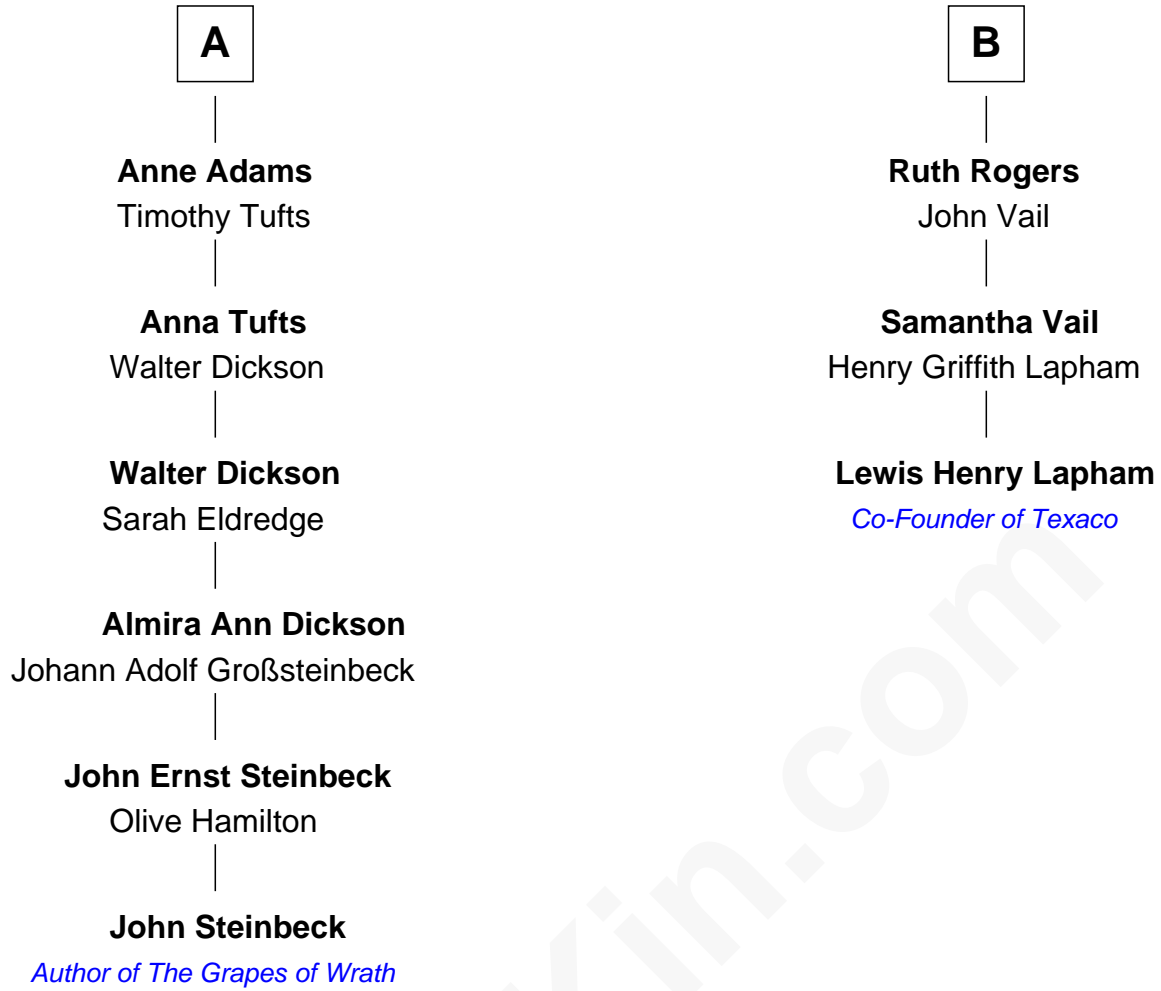 A
Anne Adams
Timothy Tufts
Anna Tufts
Walter Dickson
Walter Dickson
Sarah Eldredge
Almira Ann Dickson
Johann Adolf Großsteinbeck
John Ernst Steinbeck
Olive Hamilton
John Steinbeck
Author of The Grapes of Wrath
B
Ruth Rogers
John Vail
Samantha Vail
Henry Griffith Lapham
Lewis Henry Lapham
Co-Founder of Texaco
kin.com